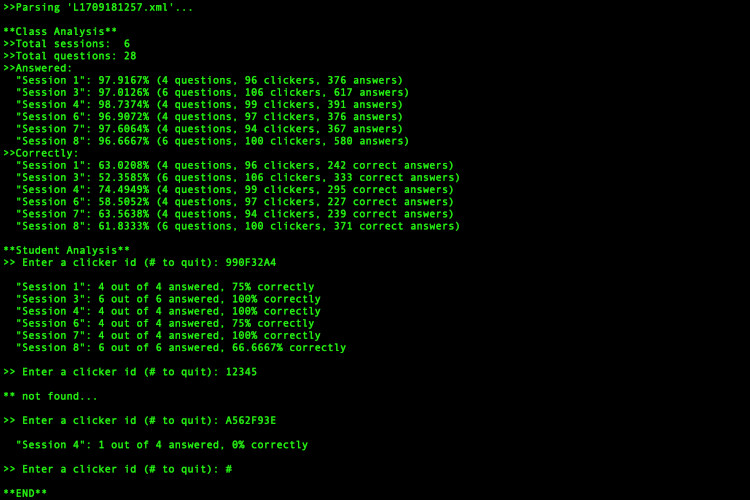 >>Parsing 'L1709181257.xml'...
**Class Analysis**
>>Total sessions:  6
>>Total questions: 28
>>Answered:
  "Session 1": 97.9167% (4 questions, 96 clickers, 376 answers)
  "Session 3": 97.0126% (6 questions, 106 clickers, 617 answers)
  "Session 4": 98.7374% (4 questions, 99 clickers, 391 answers)
  "Session 6": 96.9072% (4 questions, 97 clickers, 376 answers)
  "Session 7": 97.6064% (4 questions, 94 clickers, 367 answers)
  "Session 8": 96.6667% (6 questions, 100 clickers, 580 answers)
>>Correctly:
  "Session 1": 63.0208% (4 questions, 96 clickers, 242 correct answers)
  "Session 3": 52.3585% (6 questions, 106 clickers, 333 correct answers)
  "Session 4": 74.4949% (4 questions, 99 clickers, 295 correct answers)
  "Session 6": 58.5052% (4 questions, 97 clickers, 227 correct answers)
  "Session 7": 63.5638% (4 questions, 94 clickers, 239 correct answers)
  "Session 8": 61.8333% (6 questions, 100 clickers, 371 correct answers)
**Student Analysis**
>> Enter a clicker id (# to quit): 990F32A4
  "Session 1": 4 out of 4 answered, 75% correctly
  "Session 3": 6 out of 6 answered, 100% correctly
  "Session 4": 4 out of 4 answered, 100% correctly
  "Session 6": 4 out of 4 answered, 75% correctly
  "Session 7": 4 out of 4 answered, 100% correctly
  "Session 8": 6 out of 6 answered, 66.6667% correctly
>> Enter a clicker id (# to quit): 12345
** not found...
>> Enter a clicker id (# to quit): A562F93E
  "Session 4": 1 out of 4 answered, 0% correctly
>> Enter a clicker id (# to quit): #
**END**